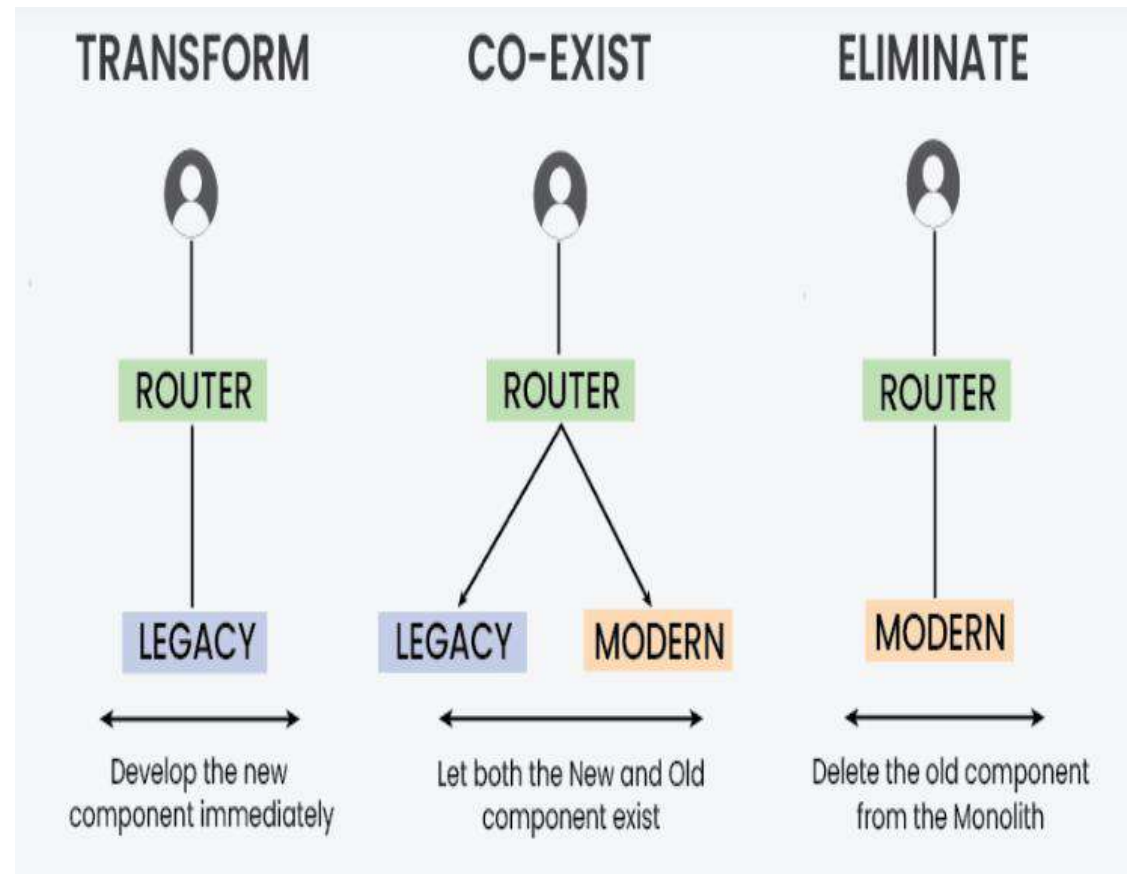 TRANSFORM
CO-EXIST
ELIMINATE
ROUTER
ROUTER
ROUTER
LEGACY
LEGACY
MODERN
MODERN
Develop the new
component immediately
Let both the New and Old
component exist
Delete the old component
from the Monolith